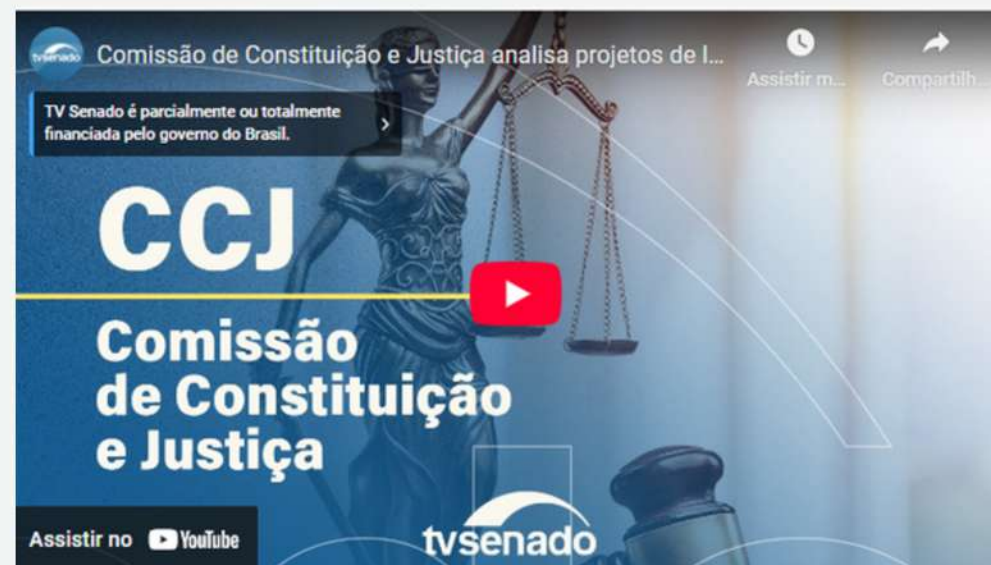 tvsenado
Comissão de Constituição e Justiça analisa projetos de l...
Assistir m...
Compartilh...
TV Senado é parcialmente ou totalmente
financiada pelo governo do Brasil.
CCJ
Comissão
de Constituição
e Justiça
Assistir no YouTube
tvsenado